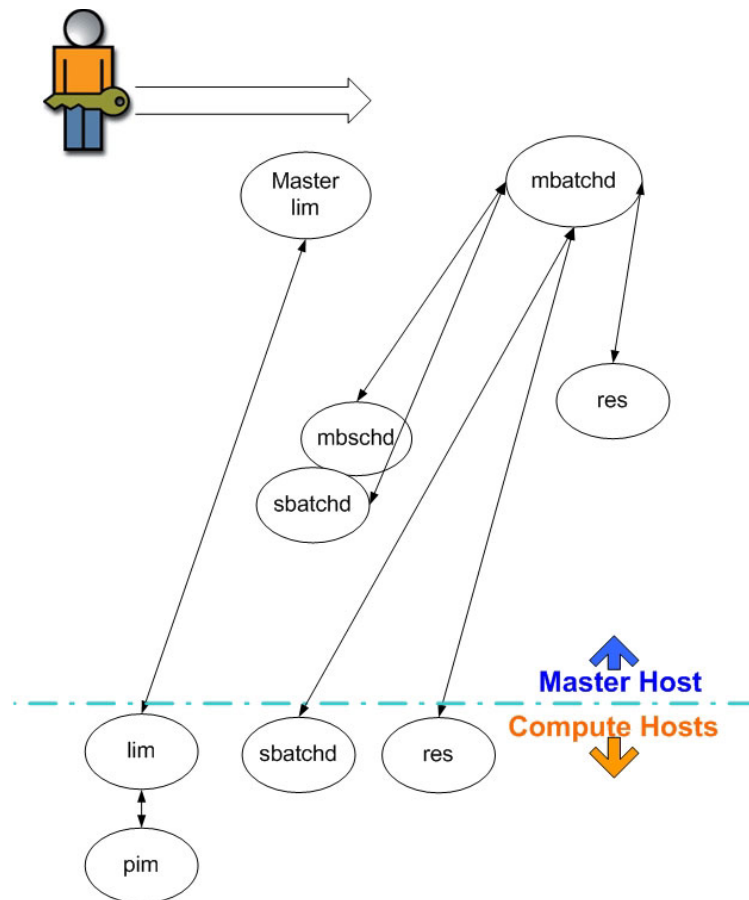 Master
lim
mbatchd
res
mbschd
sbatchd
Master Host
Compute Hosts
lim
sbatchd
res
pim